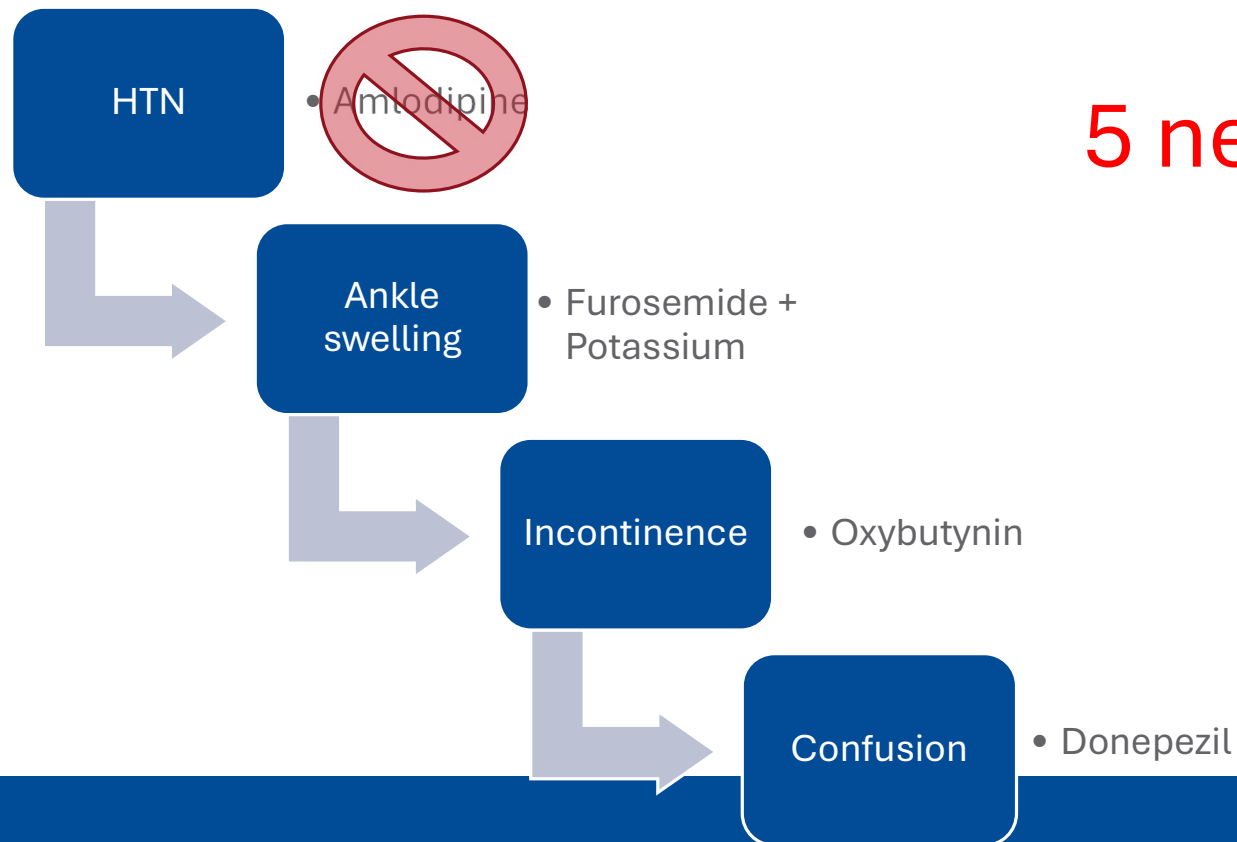 HTN
• Amlodipine
5 ne
Ankle
swelling
• Furosemide +
Potassium
Incontinence
• Oxybutynin
Confusion
• Donepezil